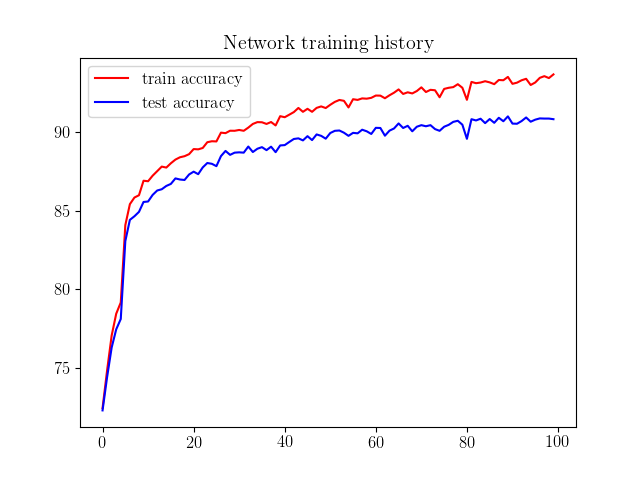 Network training history
train accuracy
test accuracy
90
85
80
75
0 20 40 60 80 100